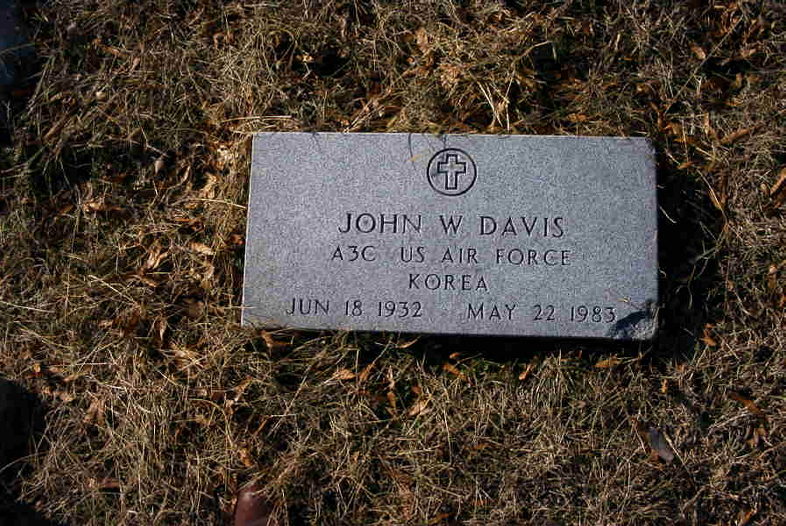 JOHN W DAVIS
A3C US AIR FORCE
KOREA
JUN 18 1932 MAY 22 1983